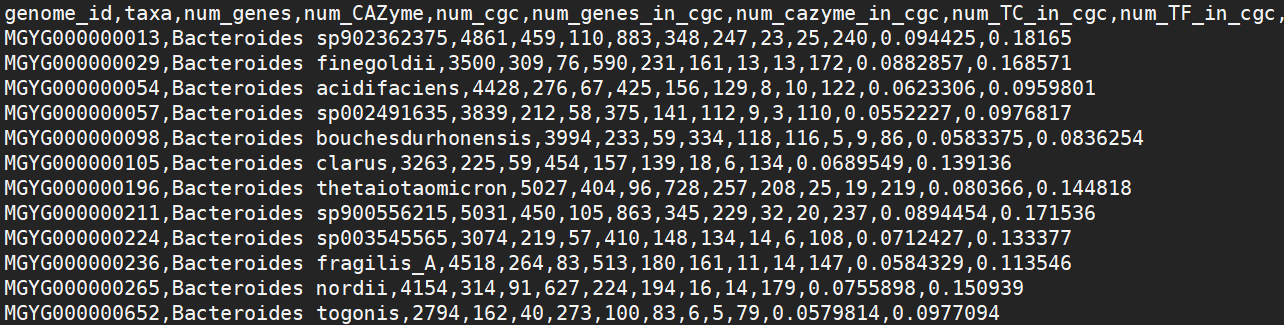 genome_id,taxa,num_genes,num_CAZyme,num_cgc,num_genes_in_cgc,num_cazyme_in_cgc,num_TC_in_cgc,num_TF_in_cgc,
MGYG000000013,Bacteroides sp902362375,4861,459,110,883,348,247,23,25,240,0.094425,0.18165
MGYG000000029,Bacteroides finegoldii,3500,309,76,590,231,161,13,13,172,0.0882857,0.168571
MGYG000000054,Bacteroides acidifaciens,4428,276,67,425,156,129,8,10,122,0.0623306,0.0959801
MGYG000000057,Bacteroides sp002491635,3839,212,58,375,141,112,9,3,110,0.0552227,0.0976817
MGYG000000098,Bacteroides bouchesdurhonensis,3994,233,59,334,118,116,5,9,86,0.0583375,0.0836254
MGYG000000105,Bacteroides clarus,3263,225,59,454,157,139,18,6,134,0.0689549,0.139136
MGYG000000196,Bacteroides thetaiotaomicron,5027,404,96,728,257,208,25,19,219,0.080366,0.144818
MGYG000000211,Bacteroides sp900556215,5031,450,105,863,345,229,32,20,237,0.0894454,0.171536
MGYG000000224,Bacteroides sp003545565,3074,219,57,410,148,134,14,6,108,0.0712427,0.133377
MGYG000000236,Bacteroides fragilis_A,4518,264,83,513,180,161,11,14,147,0.0584329,0.113546
MGYG000000265,Bacteroides nordii,4154,314,91,627,224,194,16,14,179,0.0755898,0.150939
MGYG000000652,Bacteroides togonis,2794,162,40,273,100,83,6,5,79,0.0579814,0.0977094